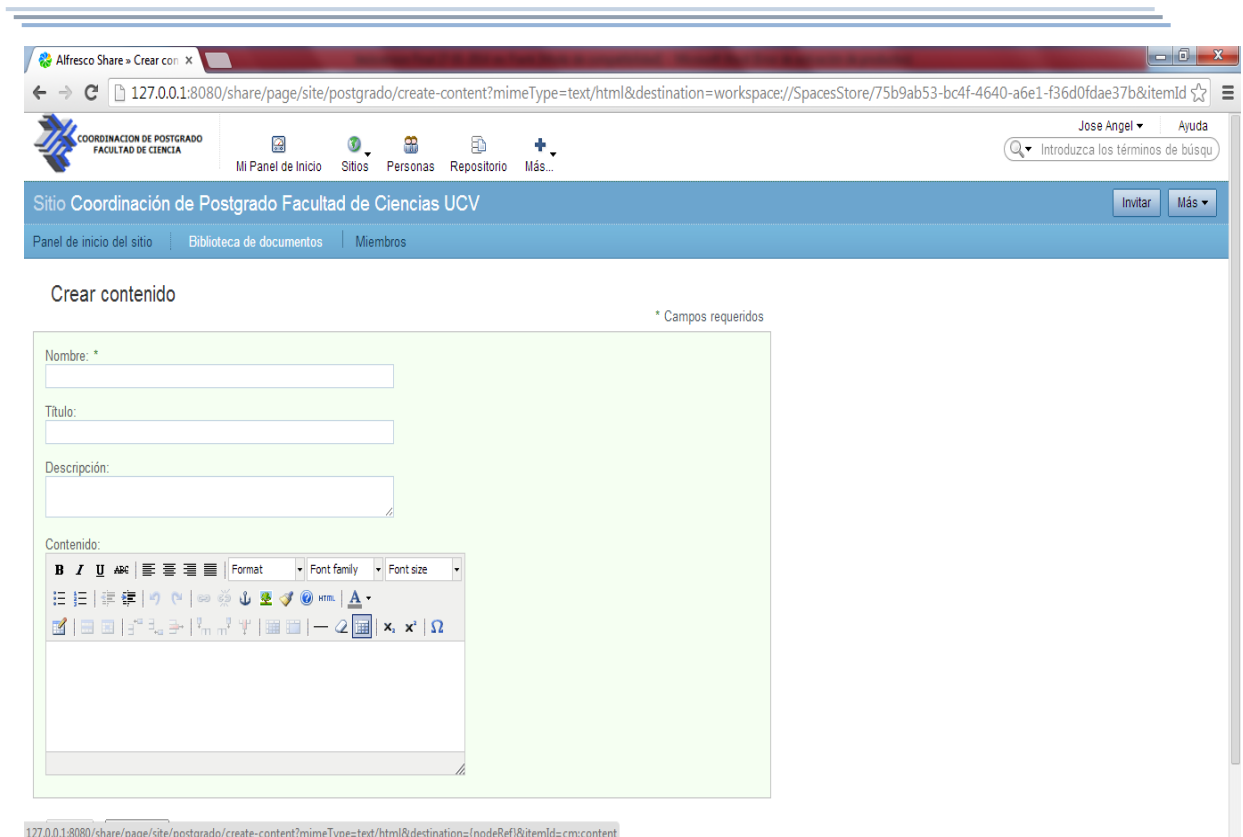 Alfresco Share » Crear con x
127.0.0.1:8080/share/page/site/postgrado/create-content?mimeType=text/html&destination=workspace://SpacesStore/75b9ab53-bc4f-4640-a6e1-f36d0fdae37b&itemId
COORDINACION DE POSTGRADO
FACULTAD DE CIENCIA
Mi Panel de Inicio Sitios Personas Repositorio Más...
Jose Angel Ayuda
Introduzca los términos de búsqu
Sitio Coordinación de Postgrado Facultad de Ciencias UCV
Invitar Más
Panel de inicio del sitio Biblioteca de documentos Miembros
Crear contenido
* Campos requeridos
Nombre: *
Título:
Descripción:
Contenido:
B I U ABC Format Font family Font size
HTML A
x₂ x² Ω
127.0.0.1:8080/share/page/site/postgrado/create-content?mimeType=text/html&destination={nodeRef}&itemId=cm:content